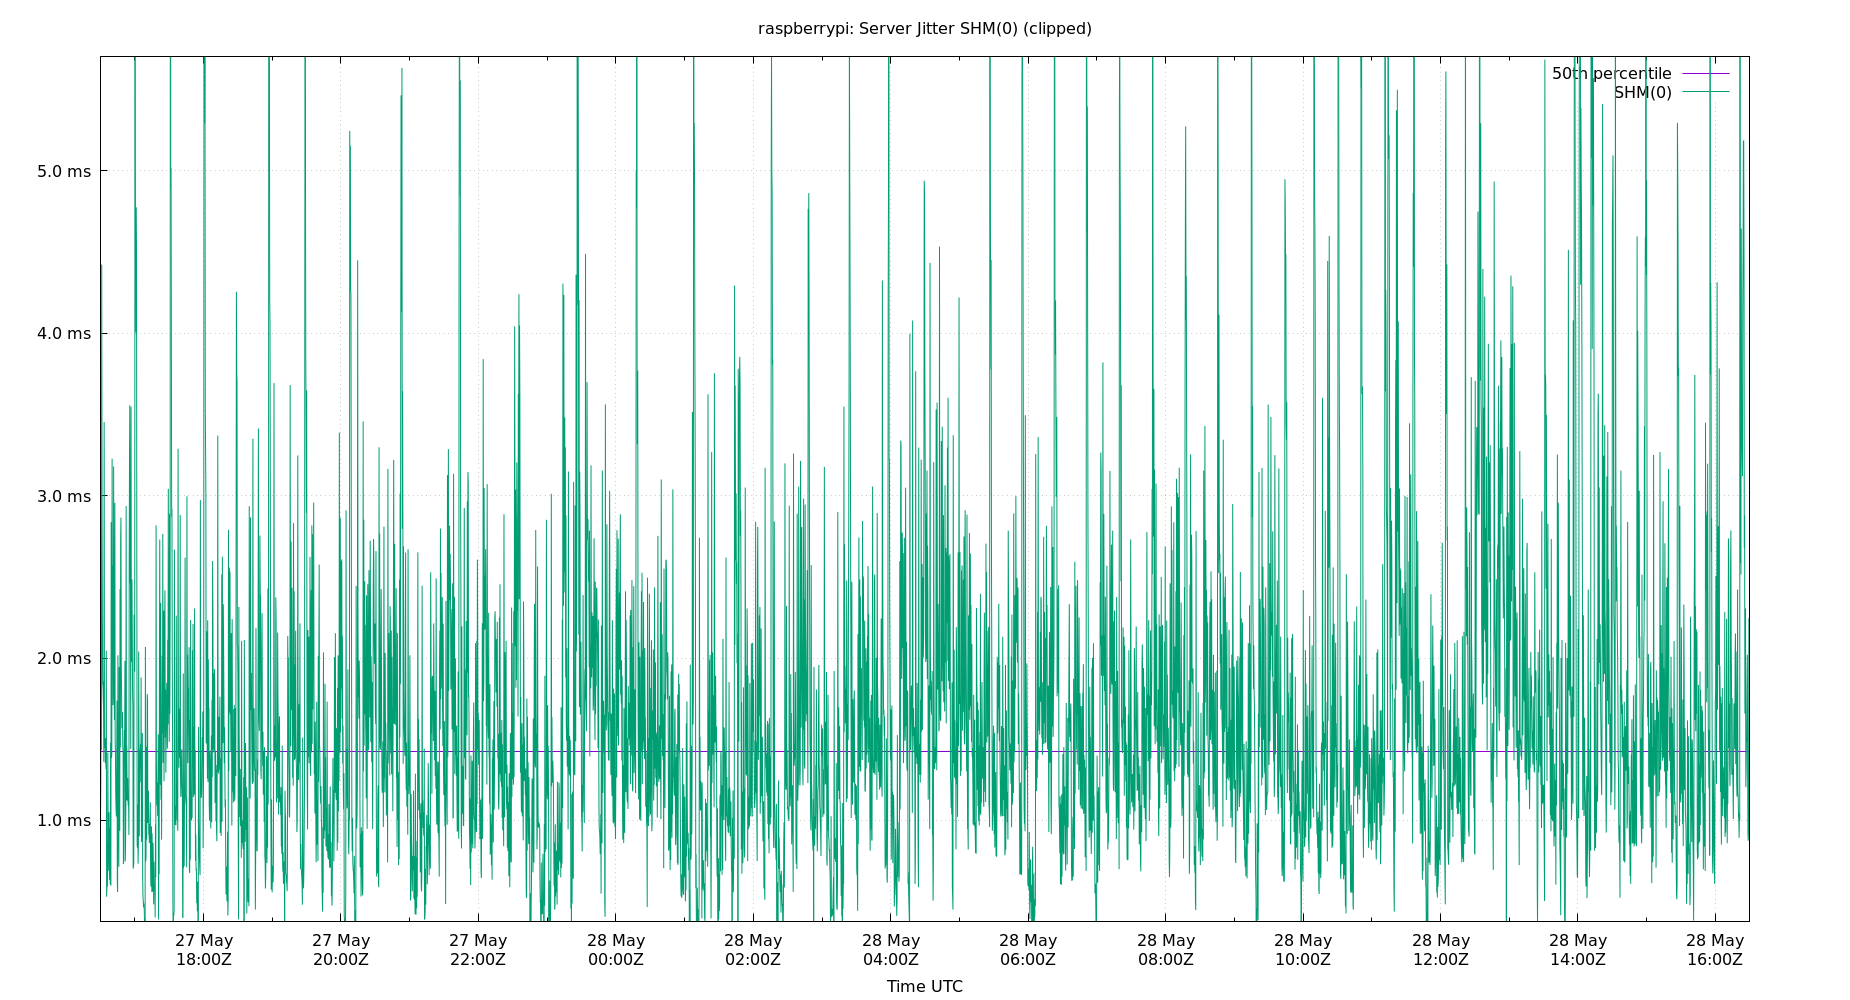 raspberrypi: Server Jitter SHM(0) (clipped)
50th percentile
SHM(0)
5.0 ms
4.0 ms
3.0 ms
2.0 ms
1.0 ms
27 May 27 May 27 May 28 May 28 May 28 May 28 May 28 May 28 May 28 May 28 May 28 May
18:00Z 20:00Z 22:00Z 00:00Z 02:00Z 04:00Z 06:00Z 08:00Z 10:00Z 12:00Z 14:00Z 16:00Z
Time UTC